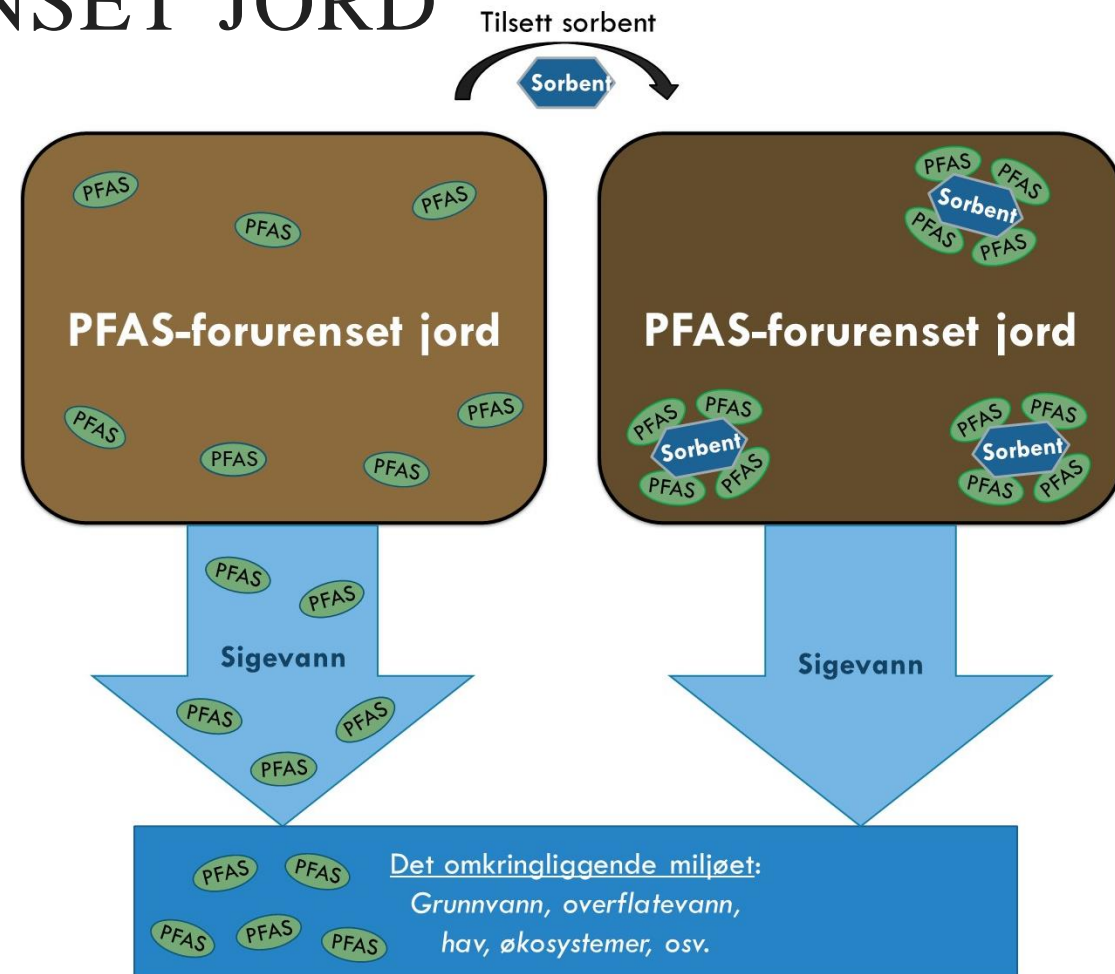 NSET JORD
Tilsett sorbent
Sorbent
PFAS
PFAS
PFAS
PFAS-forurenset jord
PFAS
PFAS
PFAS
PFAS
PFAS
PFAS
PFAS
PFAS
Sorbent
PFAS-forurenset jord
PFAS
PFAS
Sorbent
PFAS
PFAS
PFAS
PFAS
Sorbent
PFAS
PFAS
PFAS
PFAS
Sigevann
PFAS
PFAS
PFAS
Sigevann
PFAS
PFAS
PFAS
PFAS
PFAS
Det omkringliggende miljøet:
Grunnvann, overflatevann,
hav, økosystemer, osv.